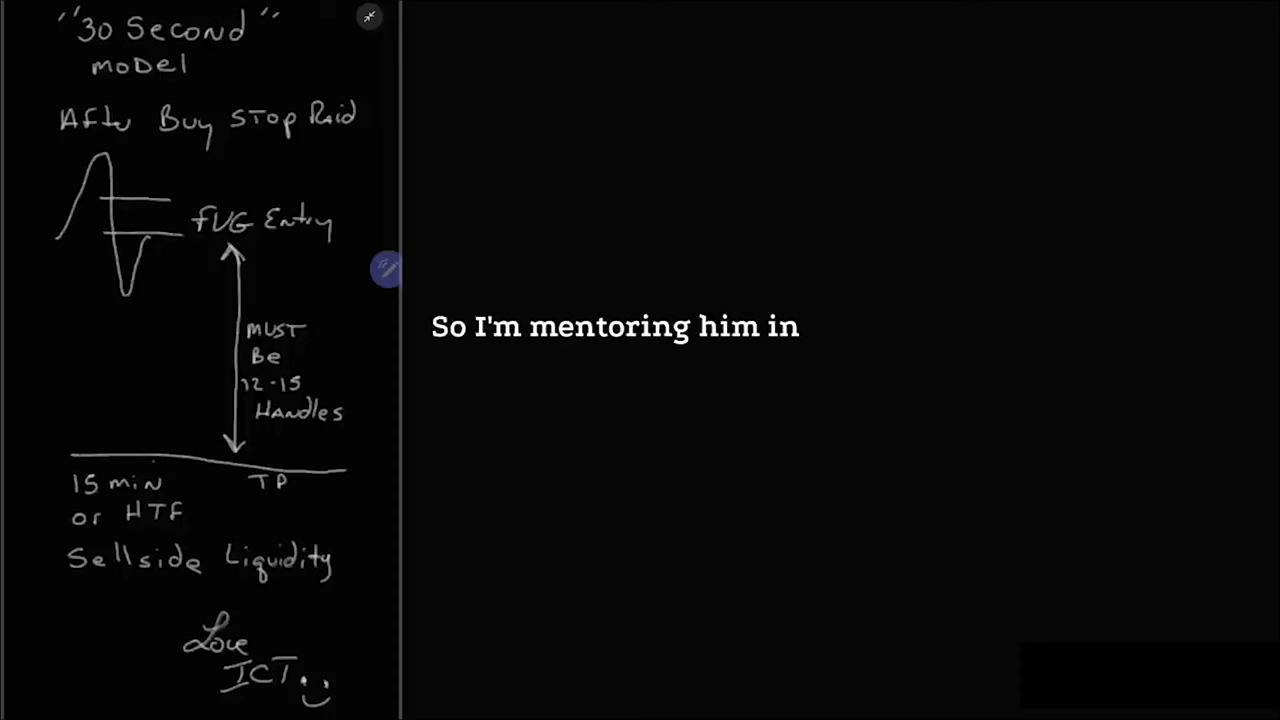 "30 Second"
model
After Buy Stop Raid
FVG Entry
MUST
Be
12-15
HANDles
15 min
TP
or HTF
Sellside Liquidity
Love
ICT
So I'm mentoring him in